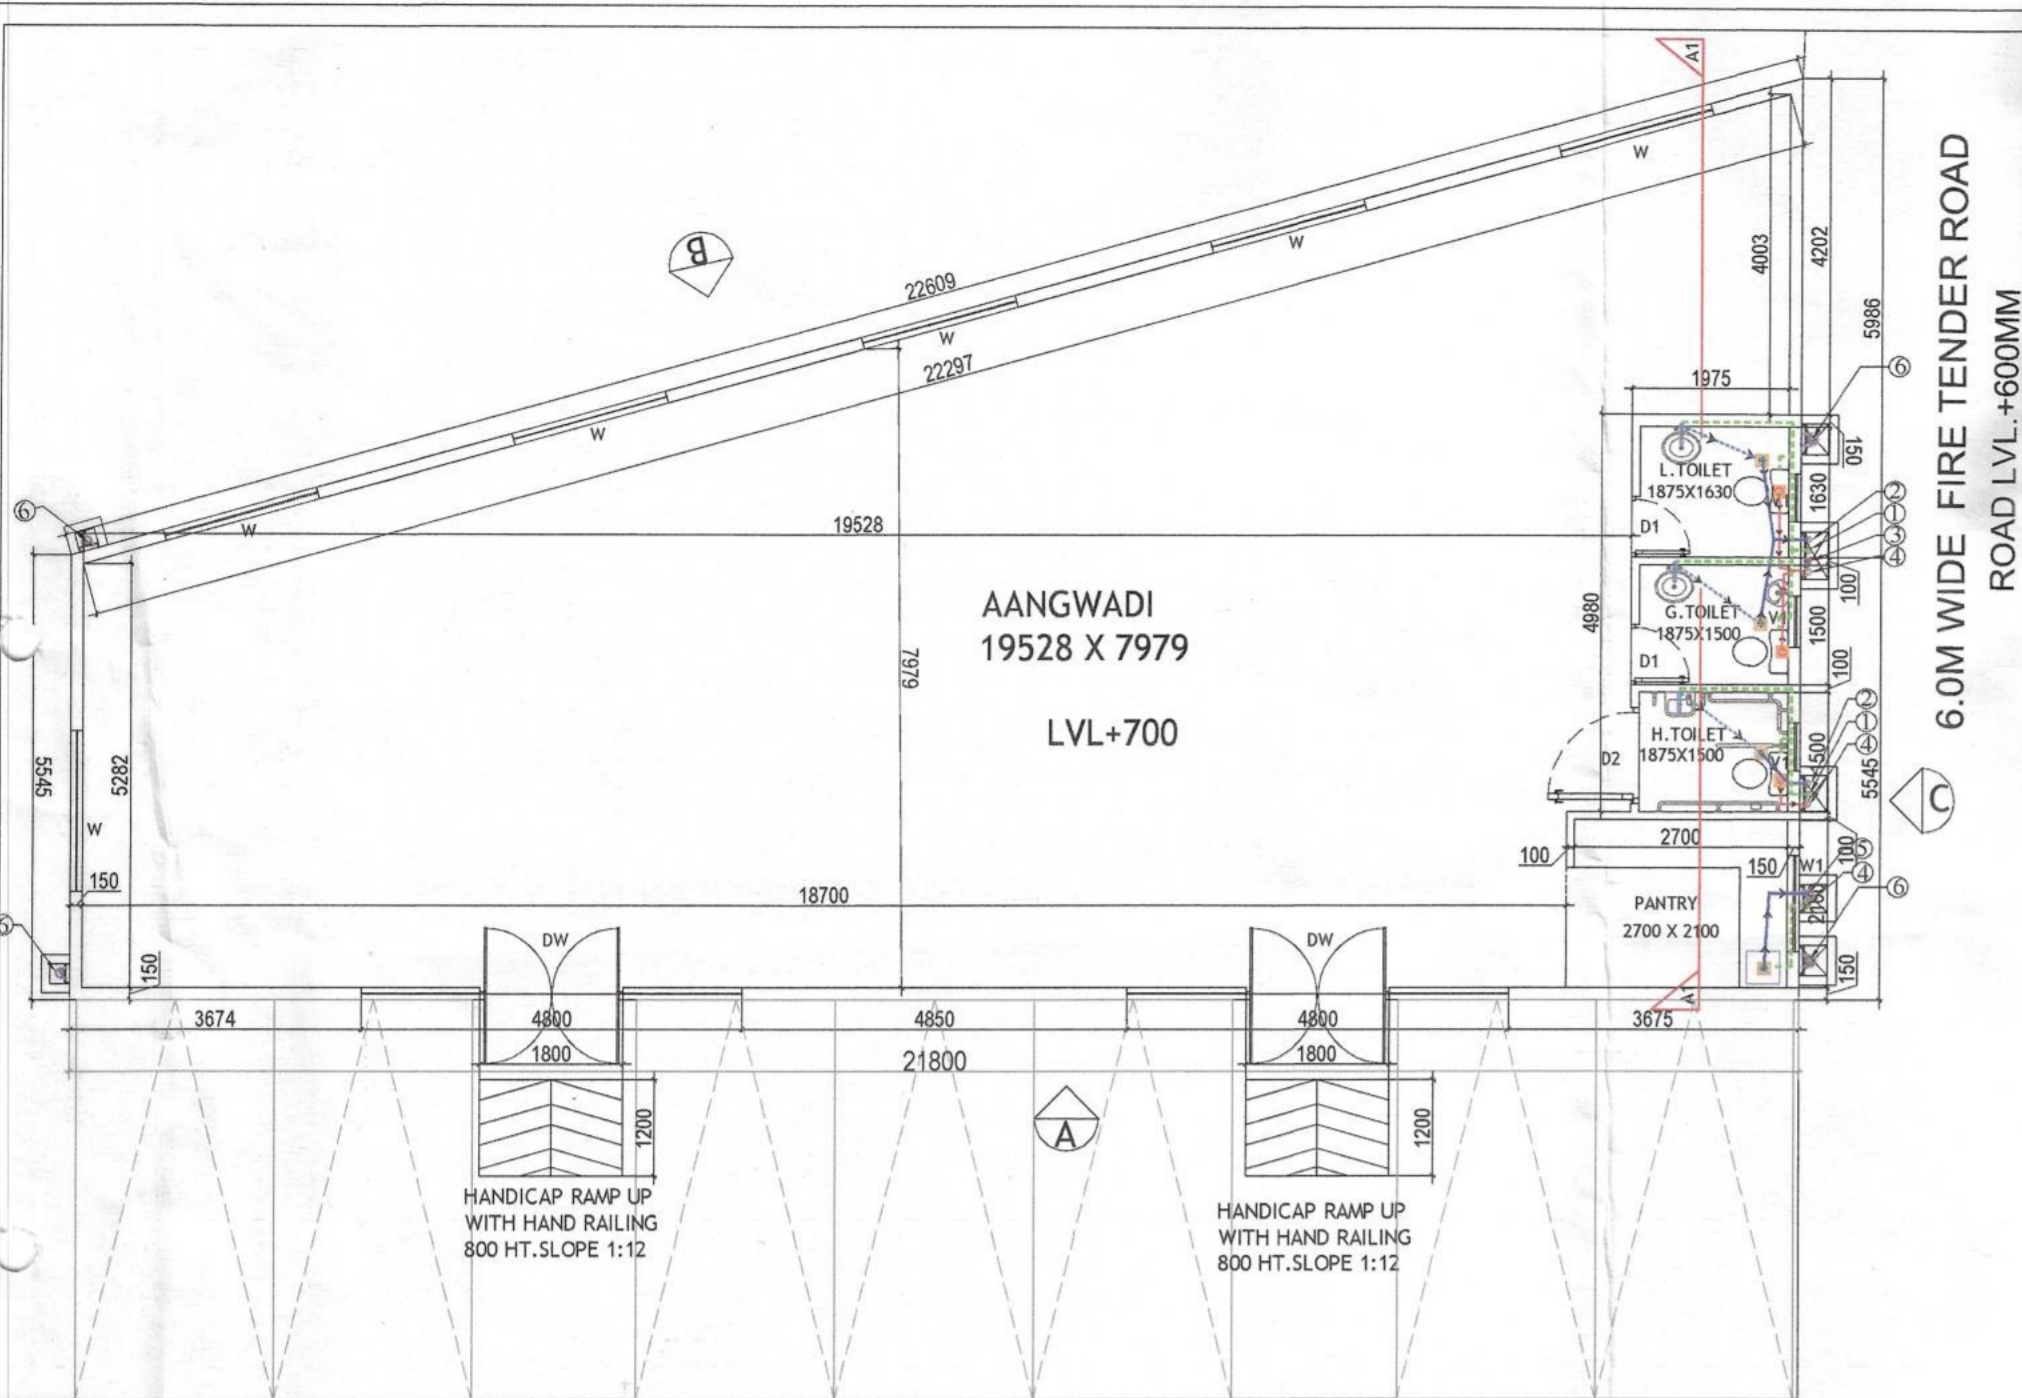 A1
B
22609
22297
W
W
W
W
W
W
4003
4202
5986
1975
6
6
L.TOILET
1875X1630
150
1630
D1
2
1
3
4
100
19528
AANGWADI
19528 X 7979
LVL+700
7979
4980
G.TOILET
1875X1500
V
1500
D1
100
H.TOILET
1875X1500
V1
1500
D2
2
1
4
5545
5545
5282
W
150
2700
100
150
W1
100
5
4
6
2100
PANTRY
2700 X 2100
18700
DW
DW
150
150
A1
3674
4800
4850
4800
3675
1800
1800
21800
1200
1200
A
C
HANDICAP RAMP UP
WITH HAND RAILING
800 HT.SLOPE 1:12
HANDICAP RAMP UP
WITH HAND RAILING
800 HT.SLOPE 1:12
6.0M WIDE FIRE TENDER ROAD
ROAD LVL.+600MM